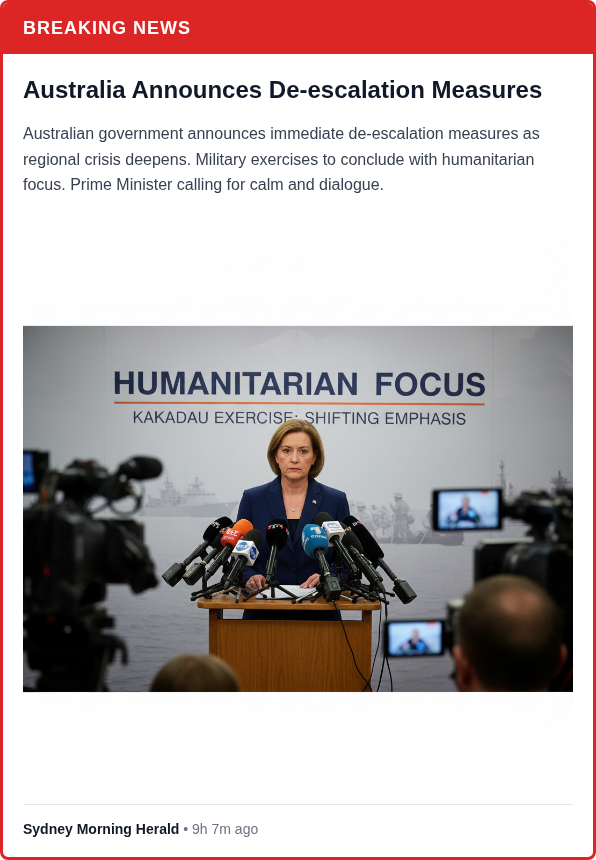 BREAKING NEWS
Australia Announces De-escalation Measures
Australian government announces immediate de-escalation measures as
regional crisis deepens. Military exercises to conclude with humanitarian
focus. Prime Minister calling for calm and dialogue.
HUMANITARIAN FOCUS
KAKADAU EXERCISE: SHIFTING EMPHASIS
Sydney Morning Herald • 9h 7m ago